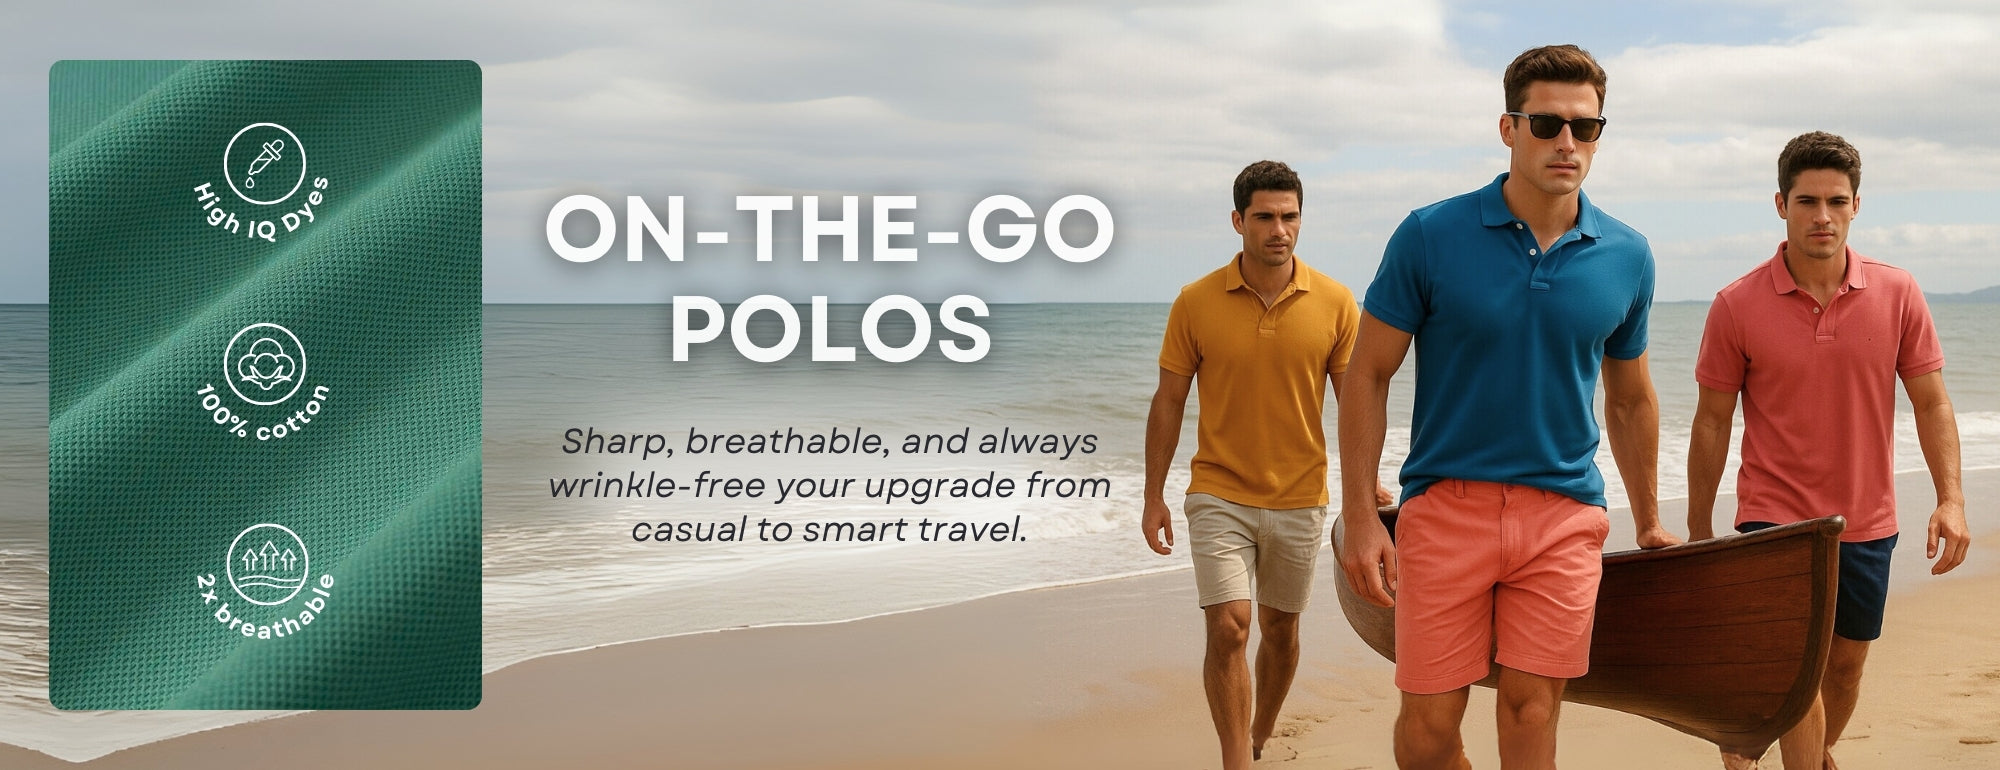 High IQ Dyes
100% cotton
2x breathable
ON-THE-GO
POLOS
Sharp, breathable, and always
wrinkle-free your upgrade from
casual to smart travel.